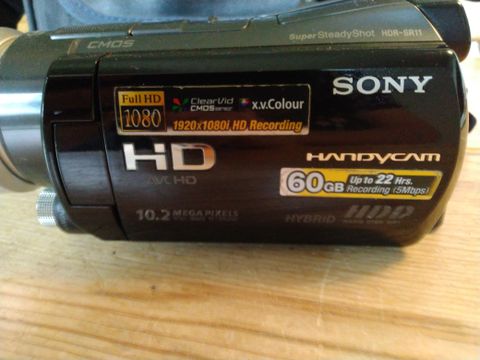 CMOS
Super SteadyShot HDR-SR11
Full HD 1080
ClearVid CMOS
x.v.Colour
1920x1080i HD Recording
SONY
HD
AVCHD
HANDYCAM
60GB Up to 22 Hrs.
Recording (5Mbps)
10.2 MEGA PIXELS
HYBRID HDD